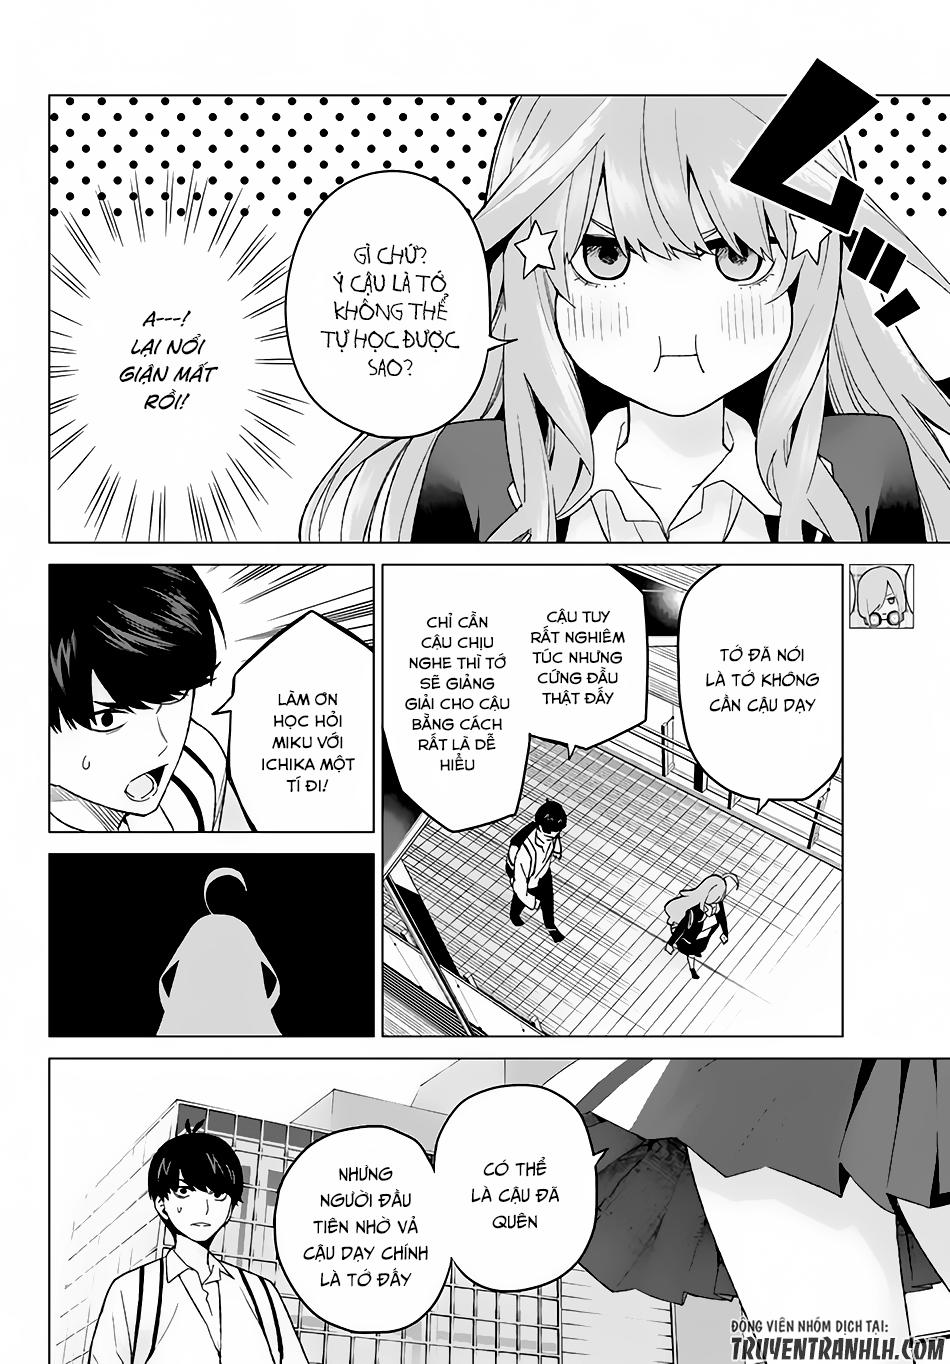 ムッ
GÌ CHỨ?
Ý CẬU LÀ TỚ
KHÔNG THỂ
TỰ HỌC ĐƯỢC
SAO?
A---!
LẠI NỔI
GIẬN MẤT
RỒI!
TỚ ĐÃ NÓI
LÀ TỚ KHÔNG
CẦN CẬU DẠY
CẬU TUY
RẤT NGHIÊM
TÚC NHƯNG
CỨNG ĐẦU
THẬT ĐẤY
CHỈ CẦN
CẬU CHỊU
NGHE THÌ TỚ
SẼ GIẢNG
GIẢI CHO CẬU
BẰNG CÁCH
RẤT LÀ DỄ
HIỂU
LÀM ƠN
HỌC HỎI
MIKU VỚI
ICHIKA MỘT
TÍ ĐI!
CÓ THỂ
LÀ CẬU ĐÃ
QUÊN
NHƯNG
NGƯỜI ĐẦU
TIÊN NHỜ VẢ
CẬU DẠY CHÍNH
LÀ TỚ ĐẤY
ĐỘNG VIÊN NHÓM DỊCH TẠI:
TRUYENTRANHLH.COM